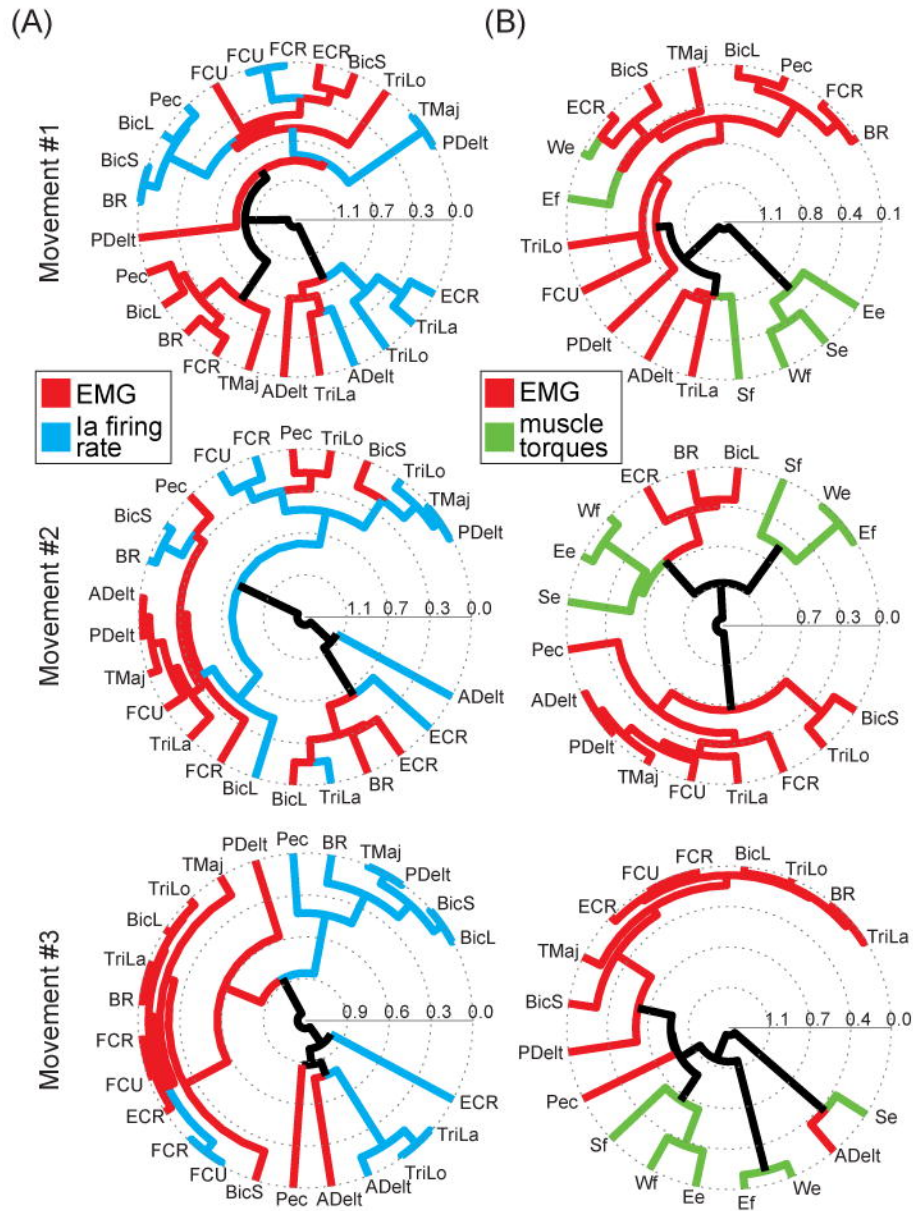 (A)
(B)
Movement #1
FCU
FCU
FCR
ECR
BicS
TriLo
TMaj
PDelt
Pec
BicL
BicS
BR
PDelt
Pec
BicL
BR
FCR
TMaj
ADelt
TriLa
ADelt
TriLo
TriLa
ECR
1.1 0.7 0.3 0.0
BicS
TMaj
BicL
Pec
FCR
BR
ECR
We
Ef
TriLo
FCU
PDelt
ADelt
TriLa
Sf
Wf
Se
Ee
1.1 0.8 0.4 0.1
EMG
Ia firing
rate
EMG
muscle
torques
Movement #2
Pec
FCU
FCR
Pec
TriLo
BicS
TriLo
TMaj
PDelt
BicS
BR
ADelt
PDelt
TMaj
FCU
TriLa
FCR
BicL
BicL
TriLa
BR
ECR
ECR
ADelt
1.1 0.7 0.3 0.0
ECR
BR
BicL
Sf
We
Ef
Wf
Ee
Se
Pec
ADelt
PDelt
TMaj
FCU
TriLa
FCR
TriLo
BicS
0.7 0.3 0.0
Movement #3
TMaj
PDelt
Pec
BR
TMaj
PDelt
BicS
BicL
TriLo
BicL
TriLa
BR
FCR
FCU
ECR
FCR
FCU
BicS
Pec
ADelt
ADelt
TriLo
TriLa
ECR
0.9 0.6 0.3 0.0
ECR
FCU
FCR
BicL
TriLo
BR
TriLa
TMaj
BicS
PDelt
Pec
Sf
Wf
Ee
Ef
We
ADelt
Se
1.1 0.7 0.4 0.0